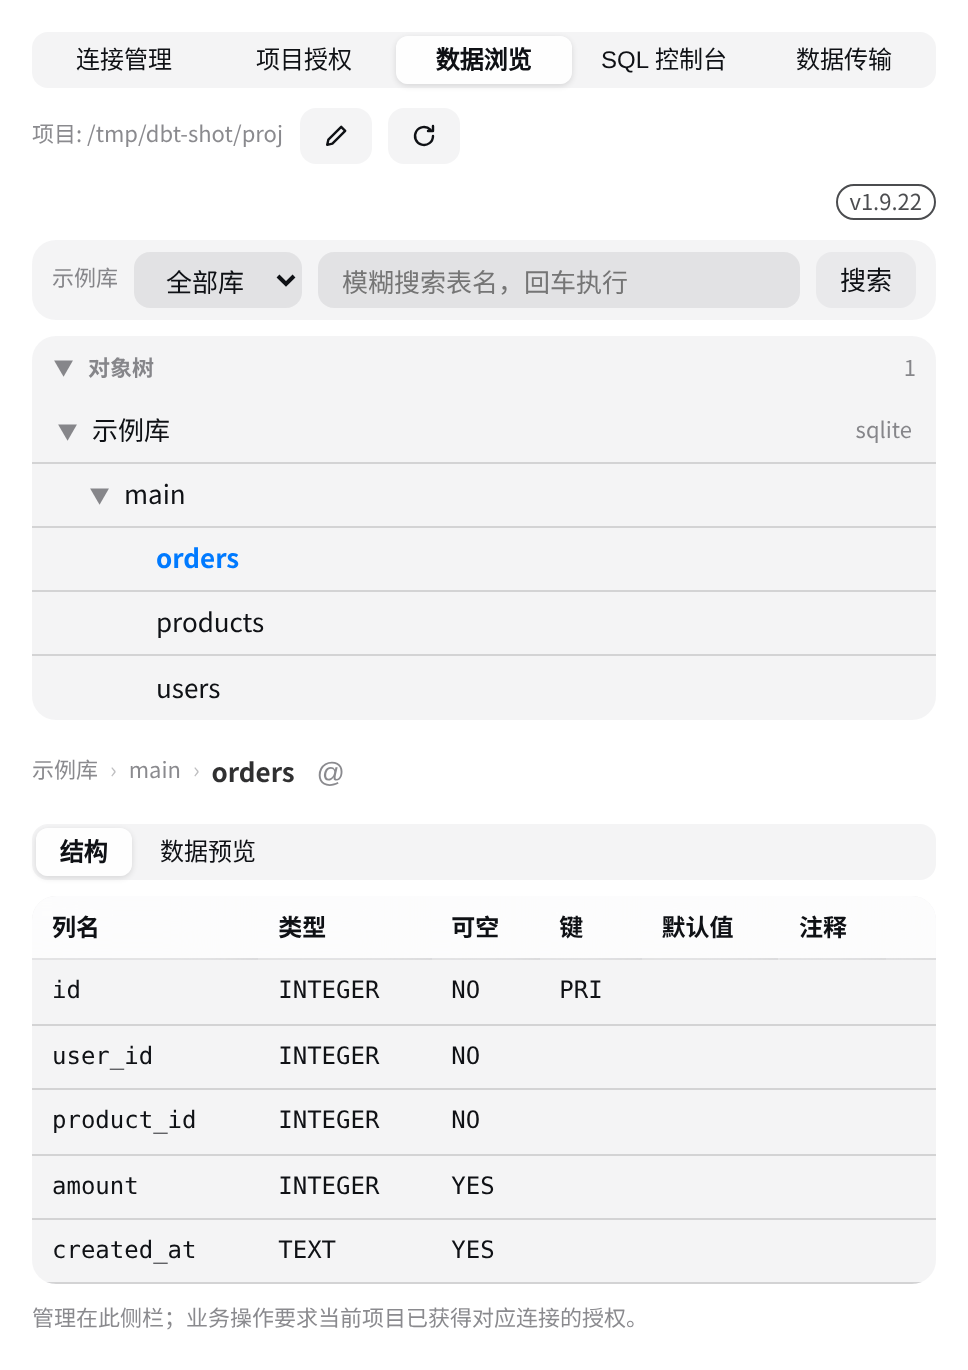 连接管理 项目授权 数据浏览 SQL 控制台 数据传输
项目: /tmp/dbt-shot/proj
v1.9.22
示例库 全部库 模糊搜索表名，回车执行 搜索
▼ 对象树 1
▼ 示例库 sqlite
▼ main
orders
products
users
示例库 › main › orders @
结构 数据预览
列名 类型 可空 键 默认值 注释
id INTEGER NO PRI
user_id INTEGER NO
product_id INTEGER NO
amount INTEGER YES
created_at TEXT YES
管理在此侧栏；业务操作要求当前项目已获得对应连接的授权。